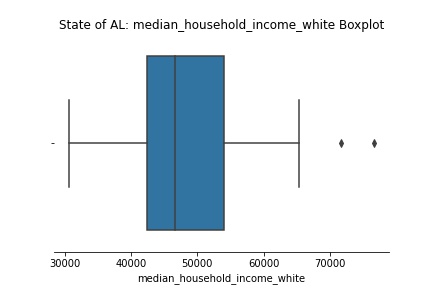 State of AL: median_household_income_white Boxplot
-
30000 40000 50000 60000 70000
median_household_income_white